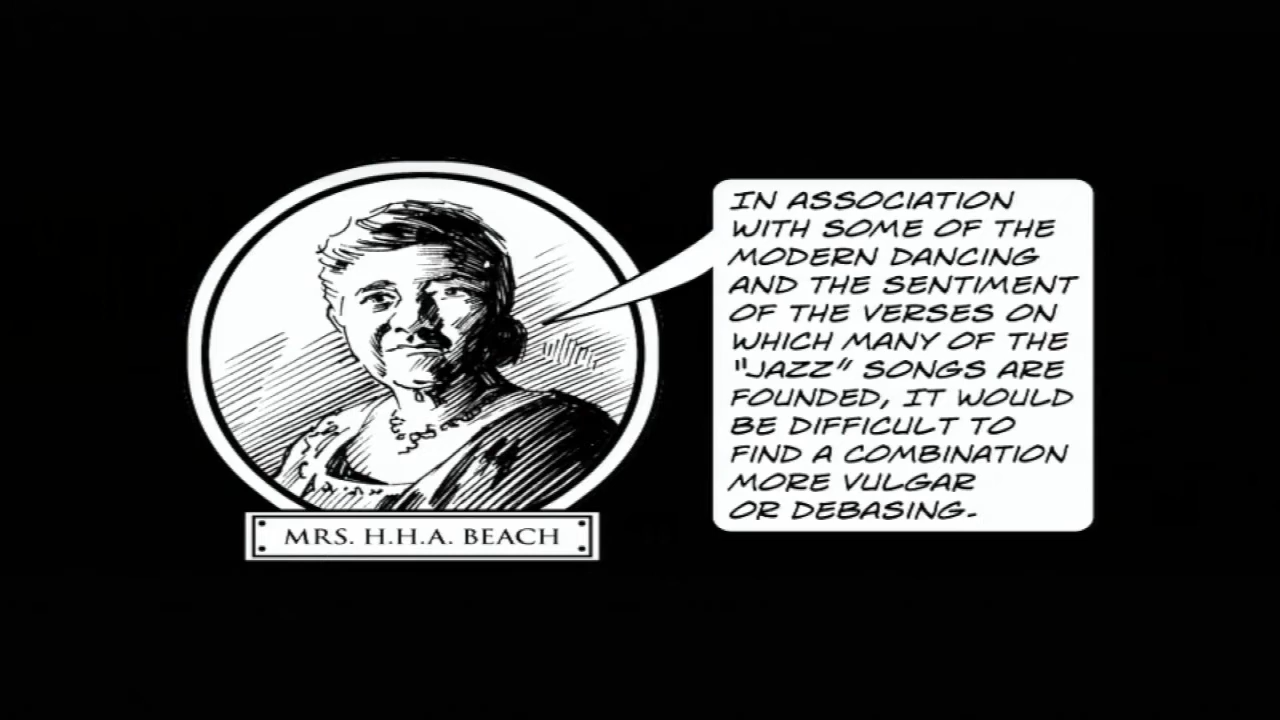 IN ASSOCIATION
WITH SOME OF THE
MODERN DANCING
AND THE SENTIMENT
OF THE VERSES ON
WHICH MANY OF THE
"JAZZ" SONGS ARE
FOUNDED, IT WOULD
BE DIFFICULT TO
FIND A COMBINATION
MORE VULGAR
OR DEBASING.
MRS. H.H.A. BEACH